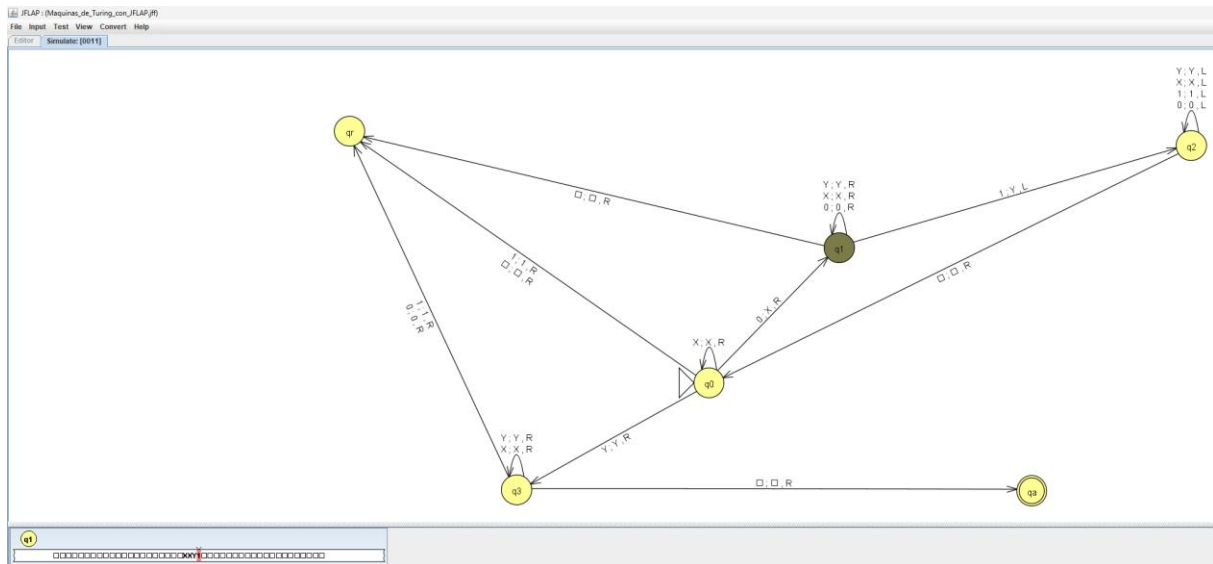 JFLAP : (Maquinas_de_Turing_con_JFLAP.jff)
File Input Test View Convert Help
Editor Simulate: [0011]
Y ; Y , L
X ; X , L
1 ; 1 , L
0 ; 0 , L
qr
q2
Y ; Y , R
X ; X , R
0 ; 0 , R
□ ; □ , R
1 ; Y , L
q1
1 ; 1 , R
□ ; □ , R
□ ; □ , R
1 ; 1 , R
0 ; 0 , R
0 ; X , R
X ; X , R
q0
Y ; Y , R
X ; X , R
Y ; Y , R
□ ; □ , R
q3
qa
q1
XXY1